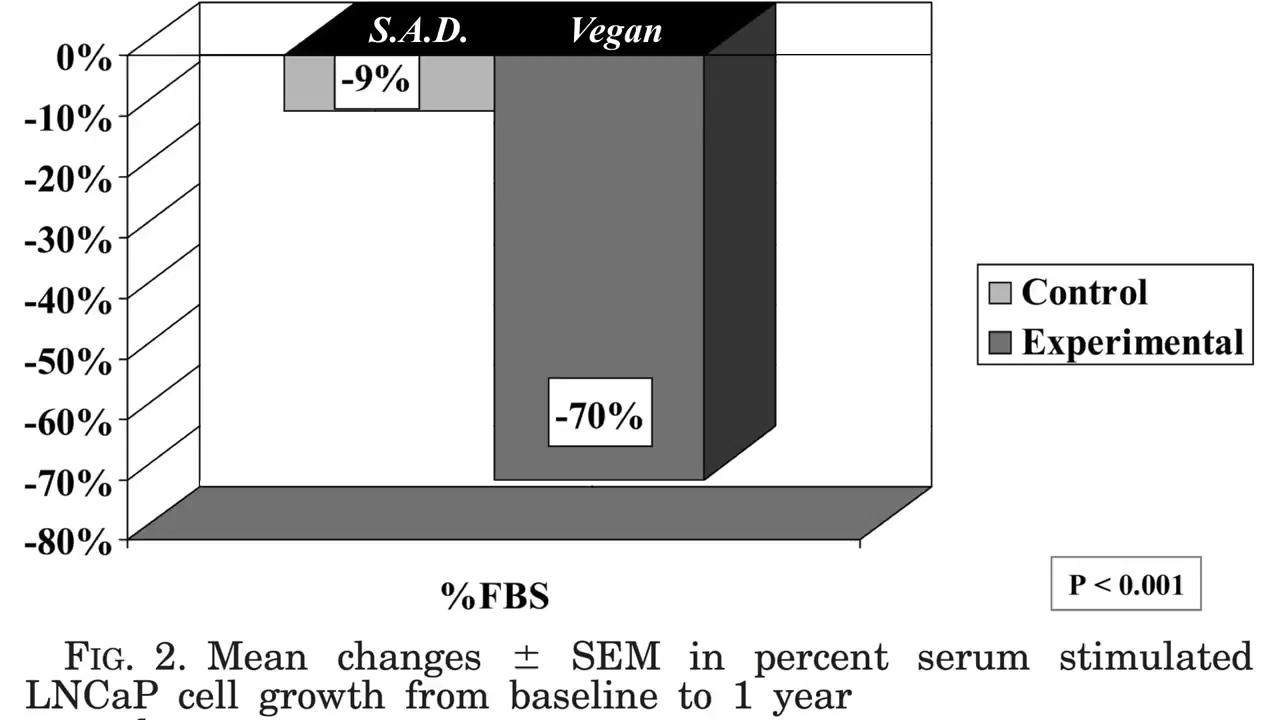 S.A.D. Vegan
0%
-9%
-10%
-20%
-30%
-40%
-50%
-60%
-70%
-80%
-70%
Control
Experimental
%FBS
P < 0.001
FIG. 2. Mean changes ± SEM in percent serum stimulated
LNCaP cell growth from baseline to 1 year